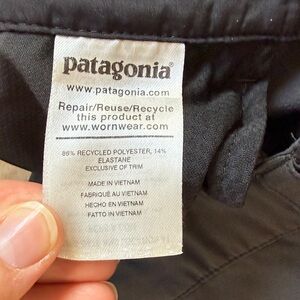 patagonia®
www.patagonia.com
Repair/Reuse/Recycle
this product at
www.wornwear.com
86% RECYCLED POLYESTER, 14%
ELASTANE
EXCLUSIVE OF TRIM
MADE IN VIETNAM
FABRIQUÉ AU VIETNAM
HECHO EN VIETNAM
FATTO IN VIETNAM